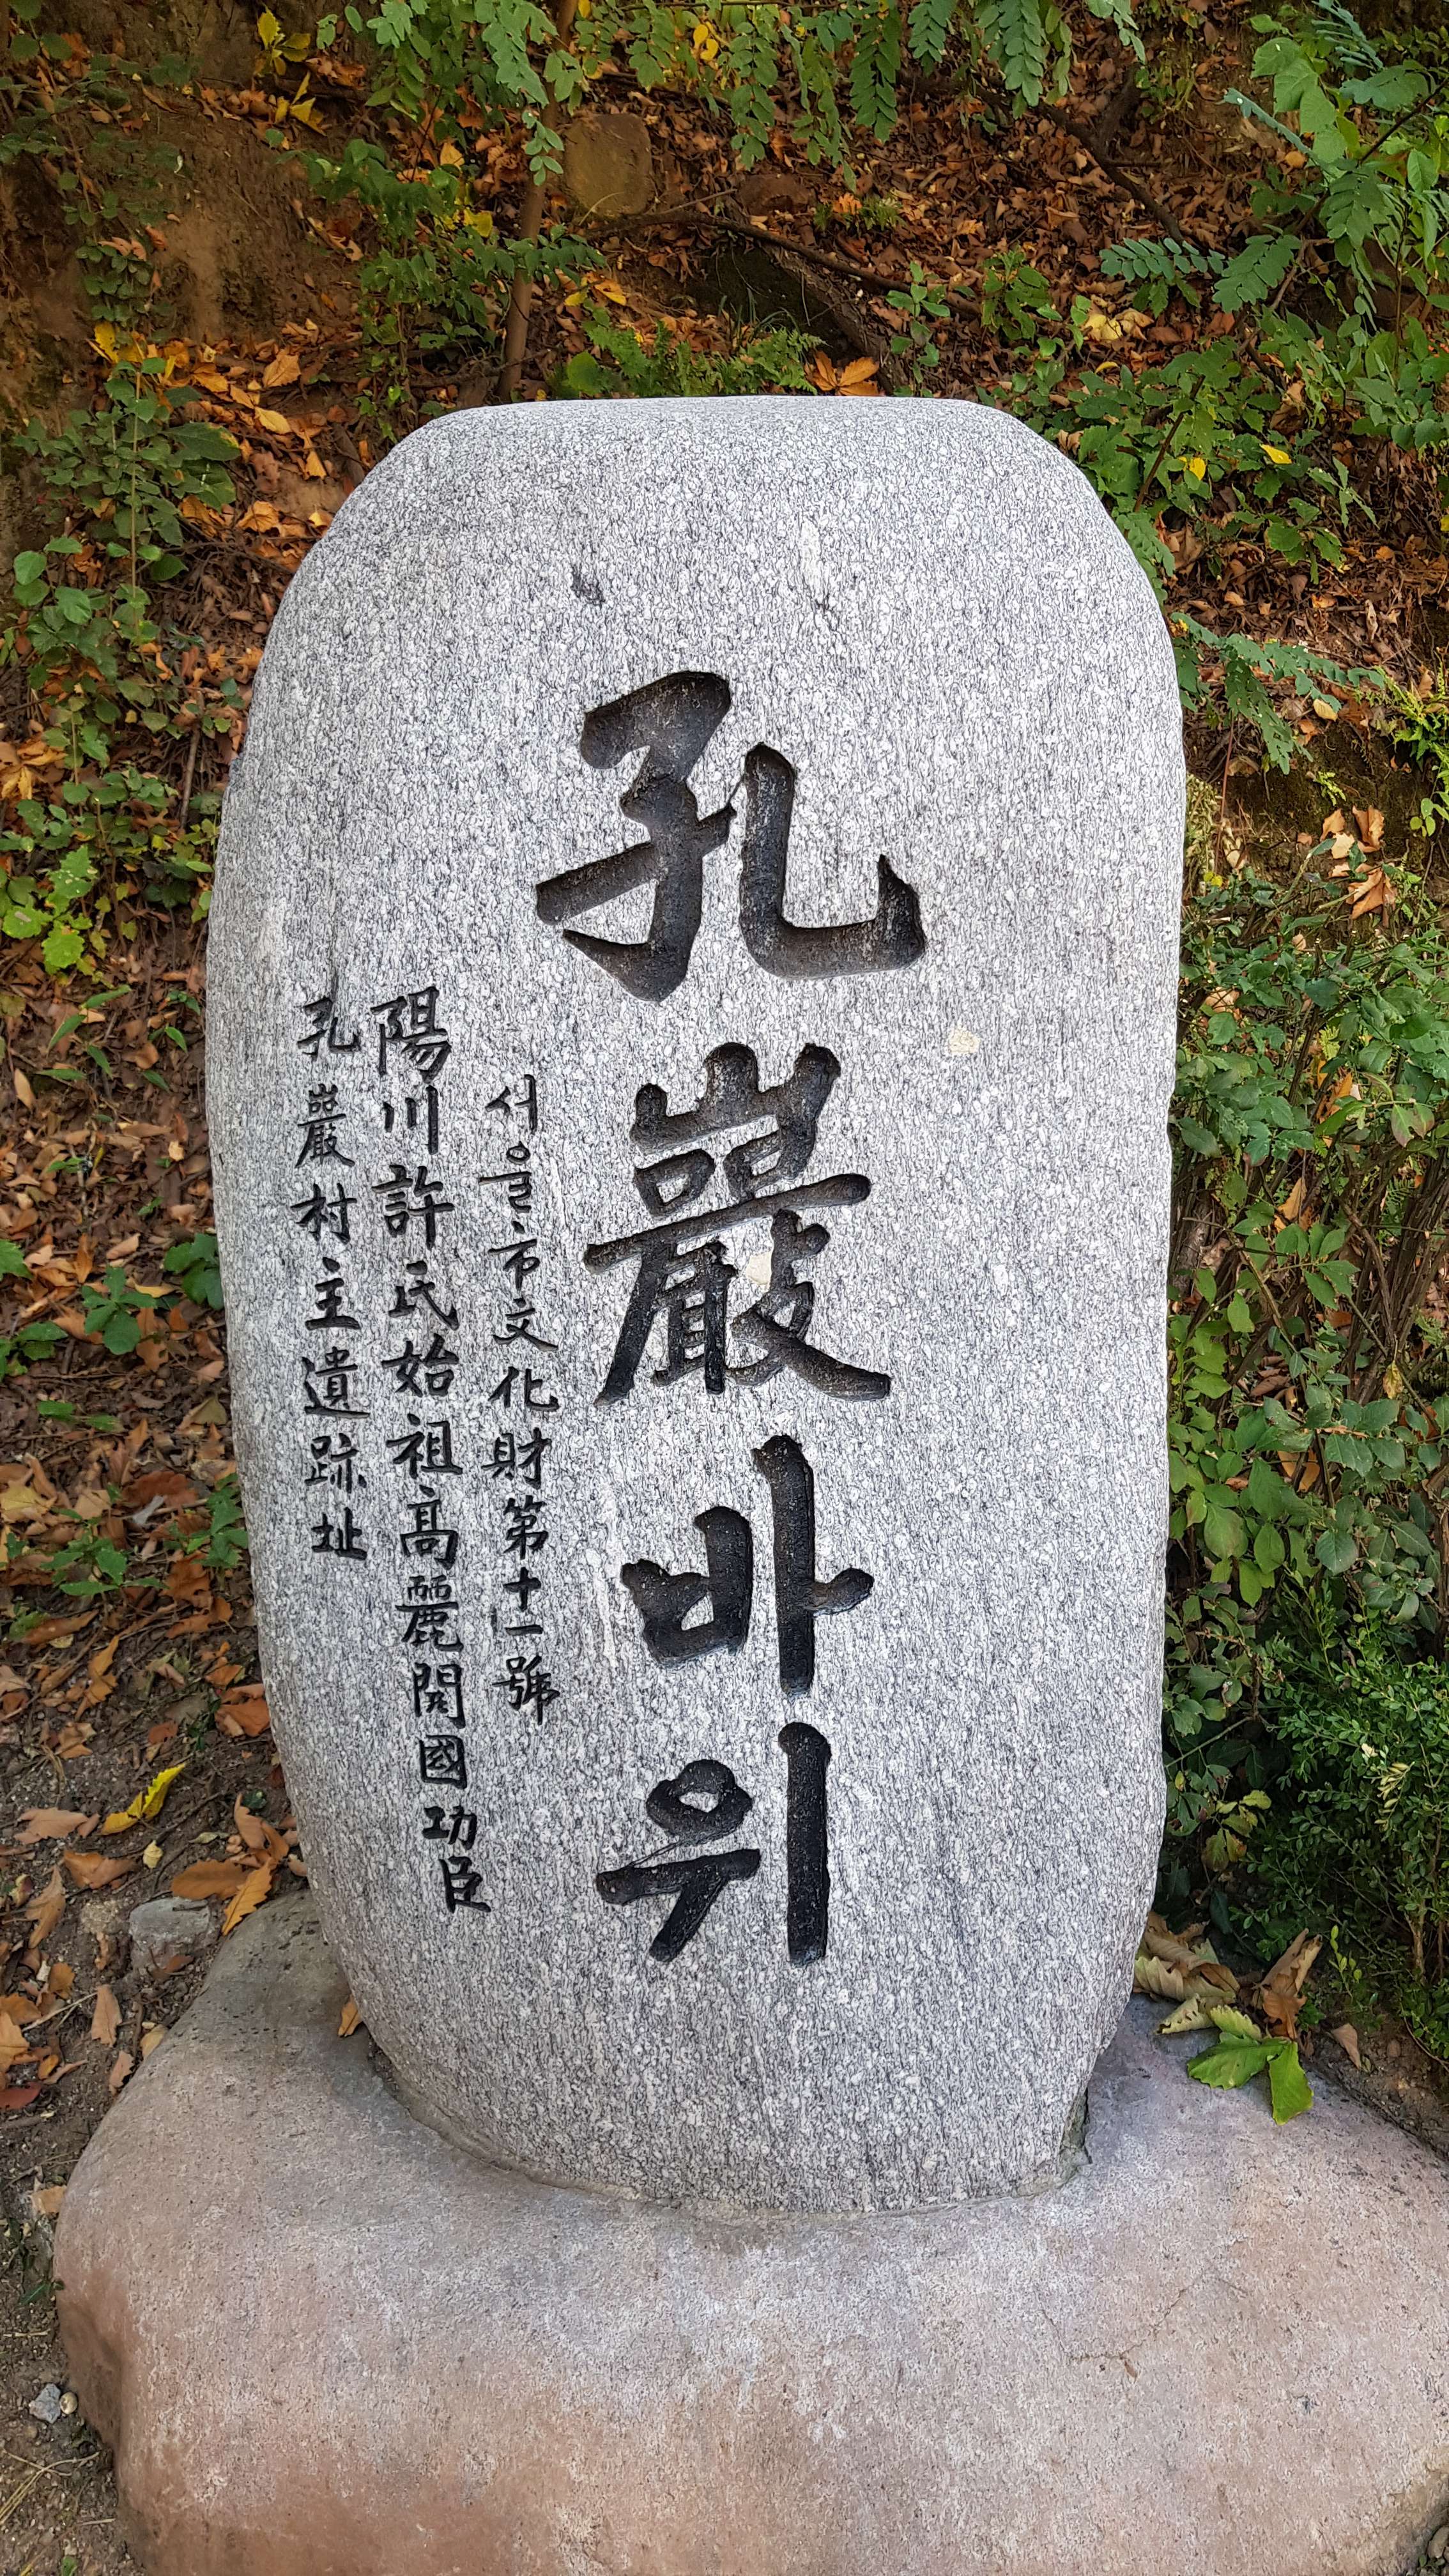 孔巖바위
서울市文化財第十一號
陽川許氏始祖高麗開國功臣
孔巖村主遺跡址